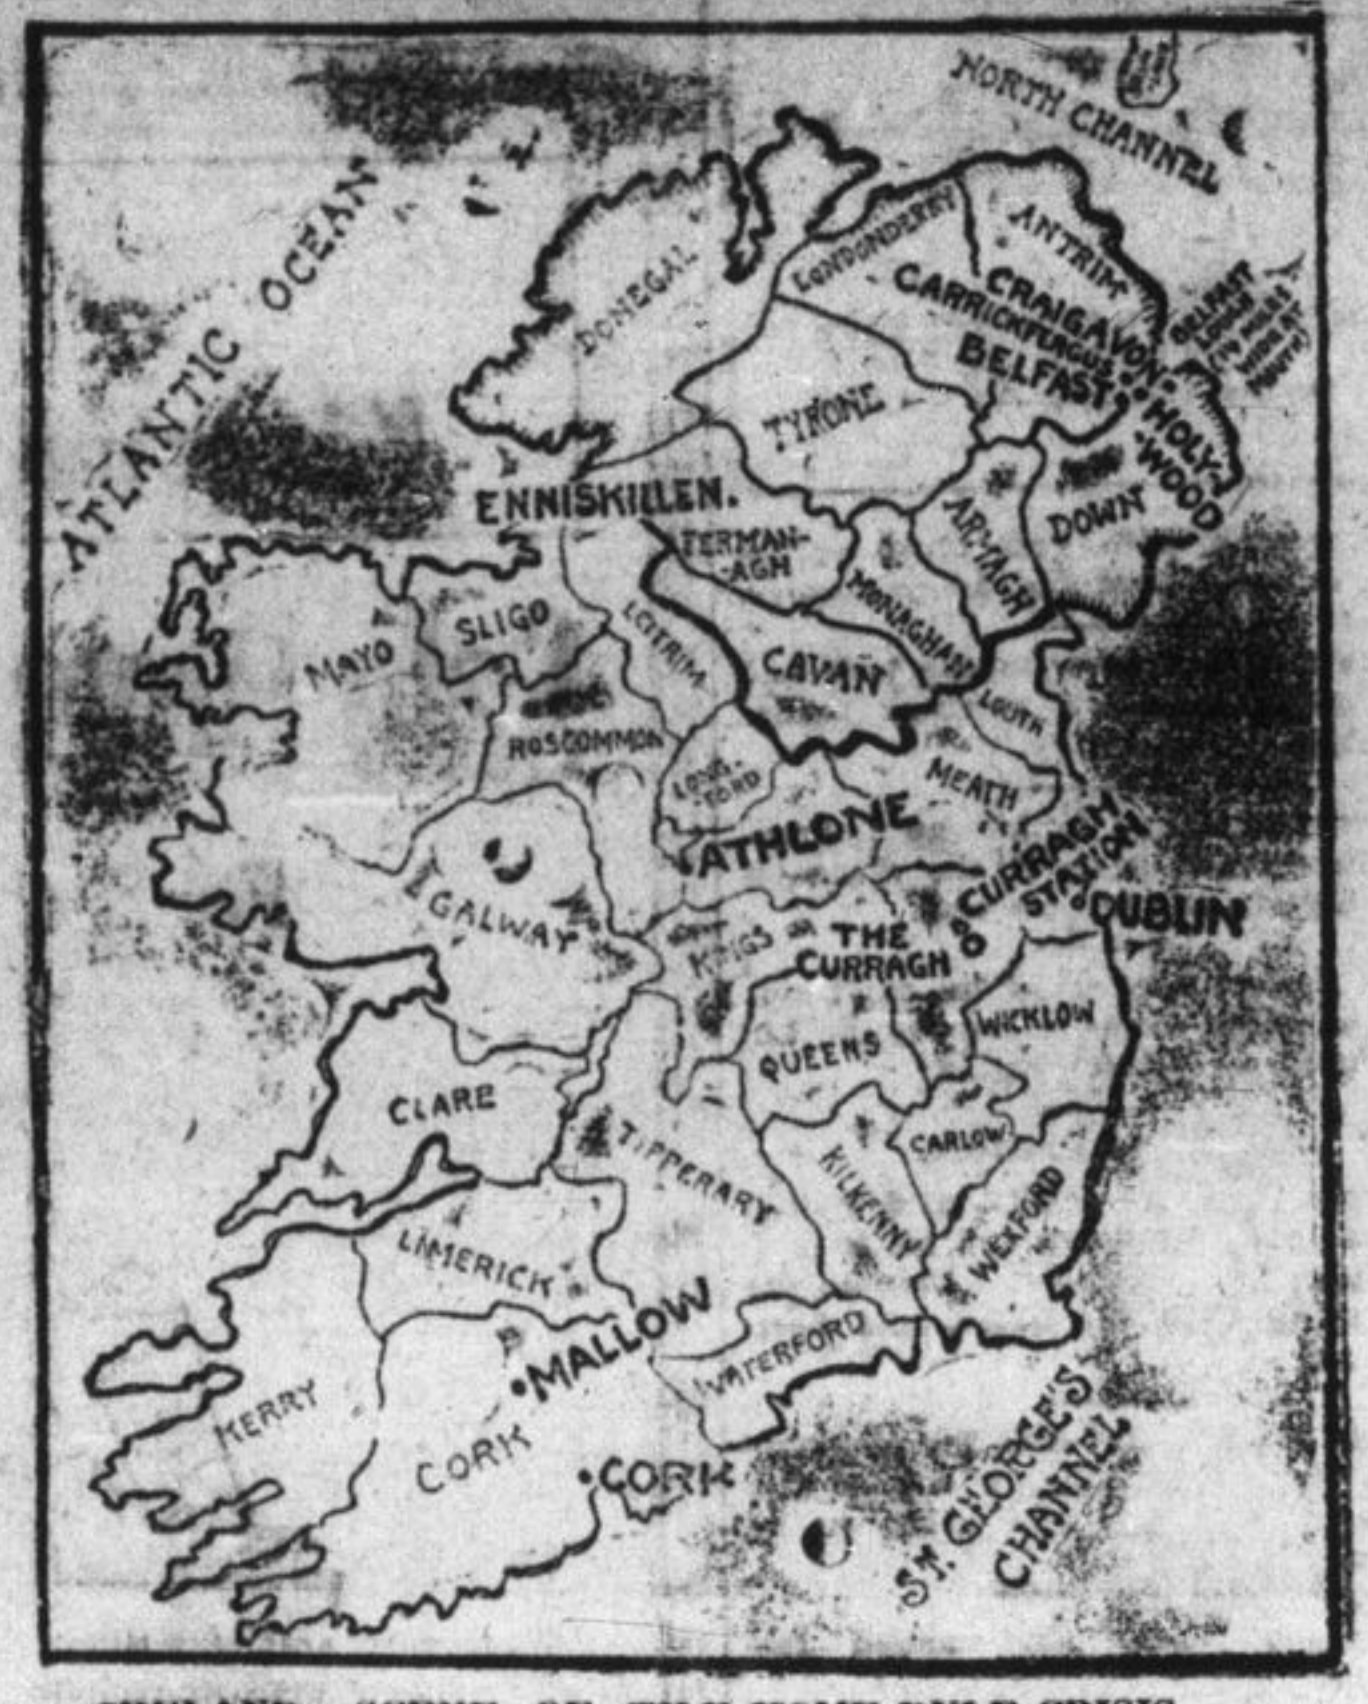 NORTH CHANNEL
ATLANTIC OCEAN
DONEGAL
LONDONDERRY
ANTRIM
CRAIGAVON
CARRICKFERGUS
BELFAST
BELFAST
HOLY-
-WOOD
TYRONE
ENNISKILLEN.
FERMAN-
-AGH
ARMAGH
DOWN
MONAGHAN
SLIGO
LEITRIM
MAYO
CAVAN
LOUTH
ROSCOMMON
LONG-
-FORD
MEATH
ATHLONE
CURRAGH
STATION
DUBLIN
GALWAY
KINGS
THE
CURRAGH
WICKLOW
QUEENS
CLARE
TIPPERARY
CARLOW
KILKENNY
WEXFORD
LIMERICK
MALLOW
WATERFORD
KERRY
CORK
CORK
ST. GEORGE'S
CHANNEL